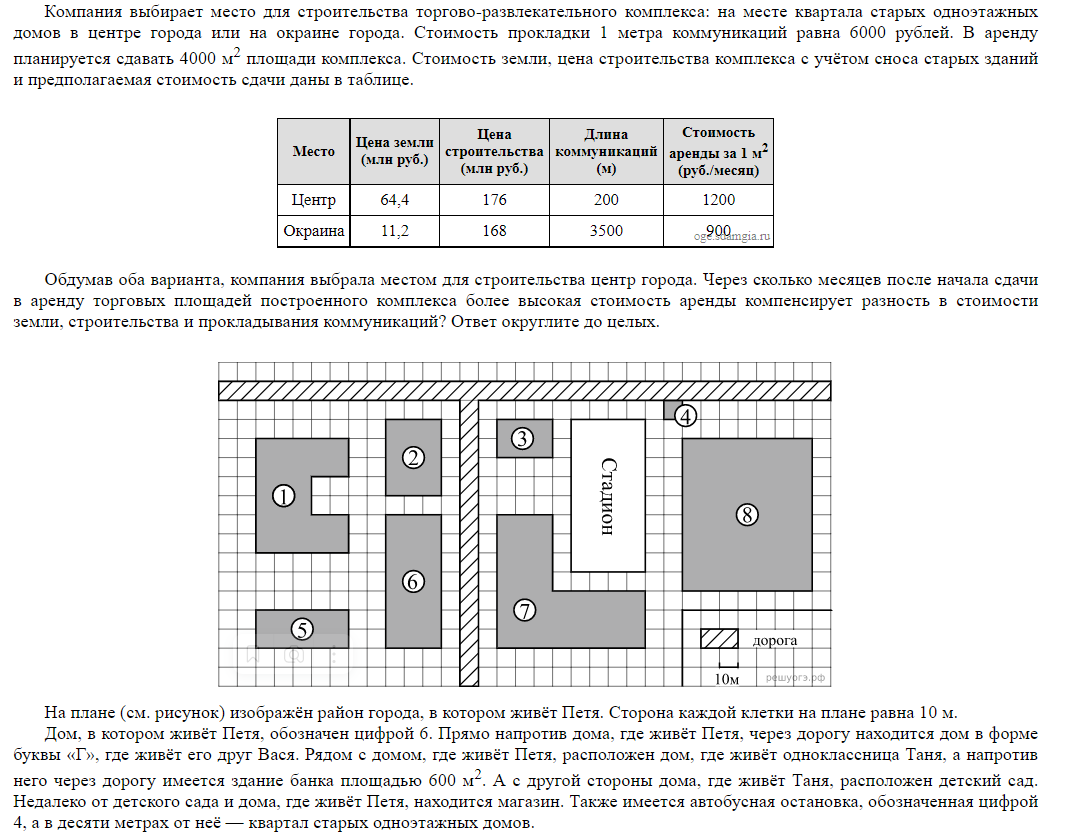 Компания выбирает место для строительства торгово-развлекательного комплекса: на месте квартала старых одноэтажных
домов в центре города или на окраине города. Стоимость прокладки 1 метра коммуникаций равна 6000 рублей. В аренду
планируется сдавать 4000 м² площади комплекса. Стоимость земли, цена строительства комплекса с учётом сноса старых зданий
и предполагаемая стоимость сдачи даны в таблице.
Место Цена земли (млн руб.) Цена строительства (млн руб.) Длина коммуникаций (м) Стоимость аренды за 1 м² (руб./месяц)
Центр 64,4 176 200 1200
Окраина 11,2 168 3500 900
oge.sdamgia.ru
Обдумав оба варианта, компания выбрала местом для строительства центр города. Через сколько месяцев после начала сдачи
в аренду торговых площадей построенного комплекса более высокая стоимость аренды компенсирует разность в стоимости
земли, строительства и прокладывания коммуникаций? Ответ округлите до целых.
1
2
3
4
Стадион
8
6
7
5
дорога
10м
решуогэ.рф
На плане (см. рисунок) изображён район города, в котором живёт Петя. Сторона каждой клетки на плане равна 10 м.
Дом, в котором живёт Петя, обозначен цифрой 6. Прямо напротив дома, где живёт Петя, через дорогу находится дом в форме
буквы «Г», где живёт его друг Вася. Рядом с домом, где живёт Петя, расположен дом, где живёт одноклассница Таня, а напротив
него через дорогу имеется здание банка площадью 600 м². А с другой стороны дома, где живёт Таня, расположен детский сад.
Недалеко от детского сада и дома, где живёт Петя, находится магазин. Также имеется автобусная остановка, обозначенная цифрой
4, а в десяти метрах от неё — квартал старых одноэтажных домов.